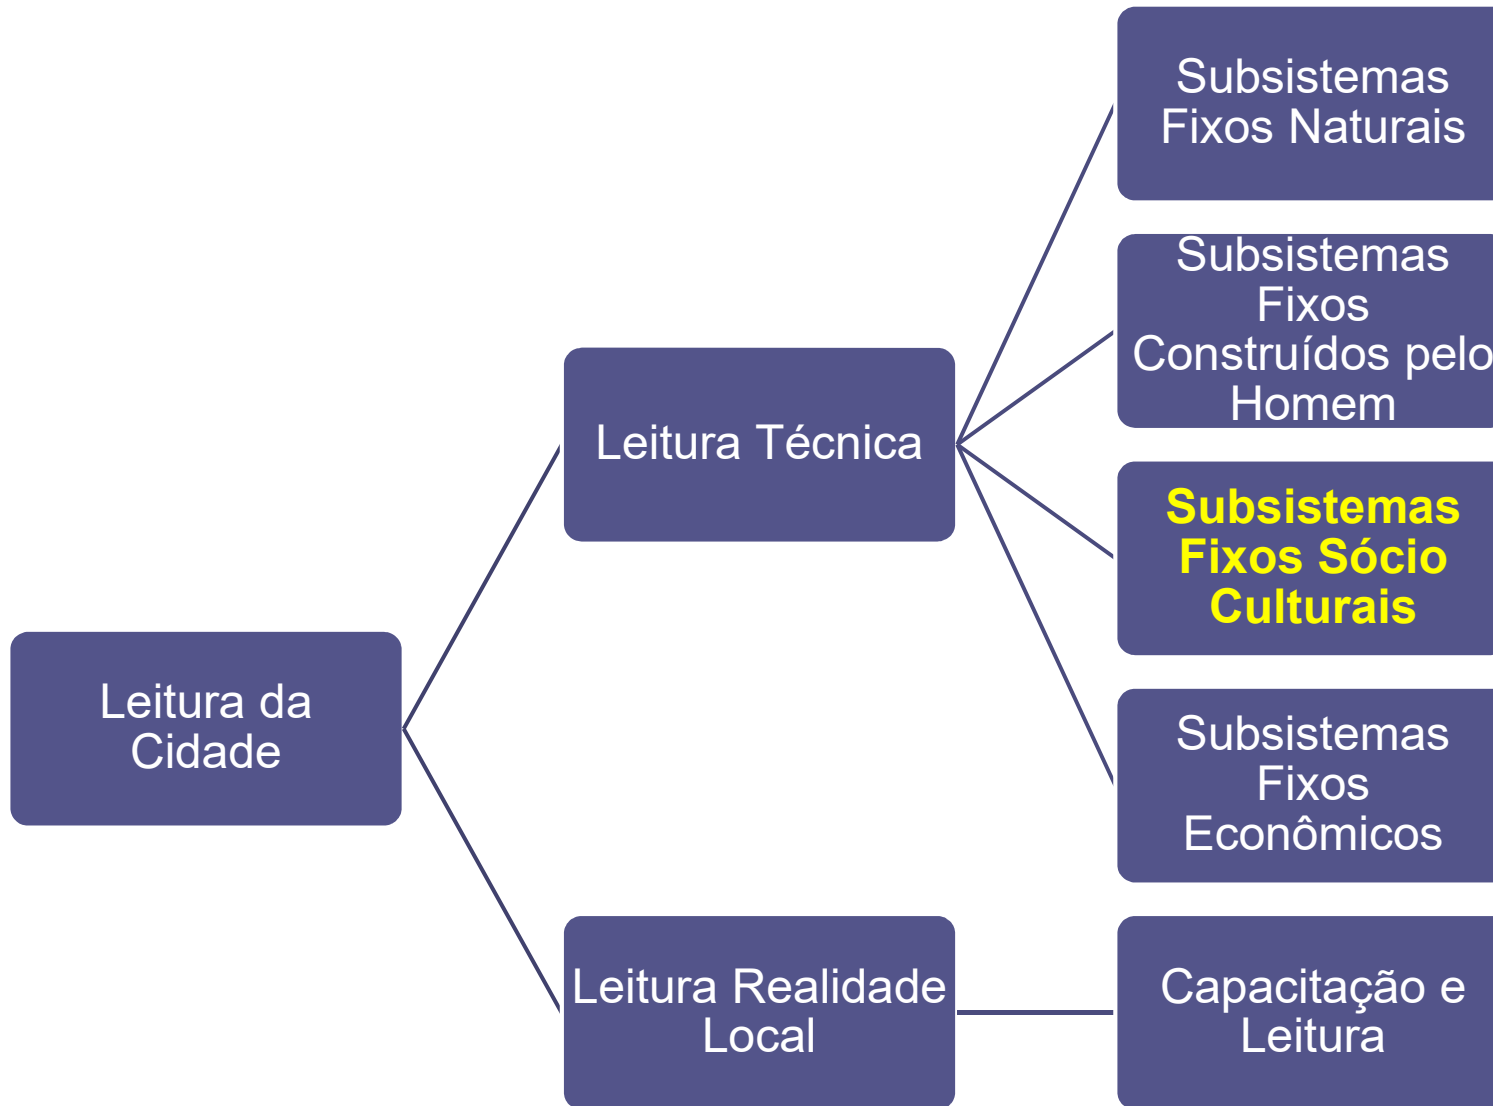 Leitura da
Cidade
Leitura Técnica
Subsistemas
Fixos Naturais
Subsistemas
Fixos
Construídos pelo
Homem
Subsistemas
Fixos Sócio
Culturais
Subsistemas
Fixos
Econômicos
Leitura Realidade
Local
Capacitação e
Leitura